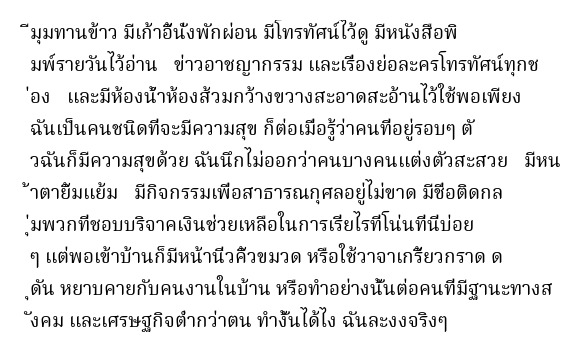 ีมุมทานข้าว มีเก้าอี้นั่งพักผ่อน มีโทรทัศน์ไว้ดู มีหนังสือพิ
มพ์รายวันไว้อ่าน ข่าวอาชญากรรม และเรื่องย่อละครโทรทัศน์ทุกช
่อง และมีห้องน้ำห้องส้วมกว้างขวางสะอาดสะอ้านไว้ใช้พอเพียง
ฉันเป็นคนชนิดที่จะมีความสุข ก็ต่อเมื่อรู้ว่าคนที่อยู่รอบๆ ตั
วฉันก็มีความสุขด้วย ฉันนึกไม่ออกว่าคนบางคนแต่งตัวสะสวย มีหน
้าตายิ้มแย้ม มีกิจกรรมเพื่อสาธารณกุศลอยู่ไม่ขาด มีชื่อติดกล
ุ่มพวกที่ชอบบริจาคเงินช่วยเหลือในการเรี่ยไรที่โน่นที่นี่บ่อย
ๆ แต่พอเข้าบ้านก็มีหน้านิ่วคิ้วขมวด หรือใช้วาจาเกรี้ยวกราด ด
ุดัน หยาบคายกับคนงานในบ้าน หรือทำอย่างนั้นต่อคนที่มีฐานะทางส
ังคม และเศรษฐกิจต่ำกว่าตน ทำงั้นได้ไง ฉันละงงจริงๆ